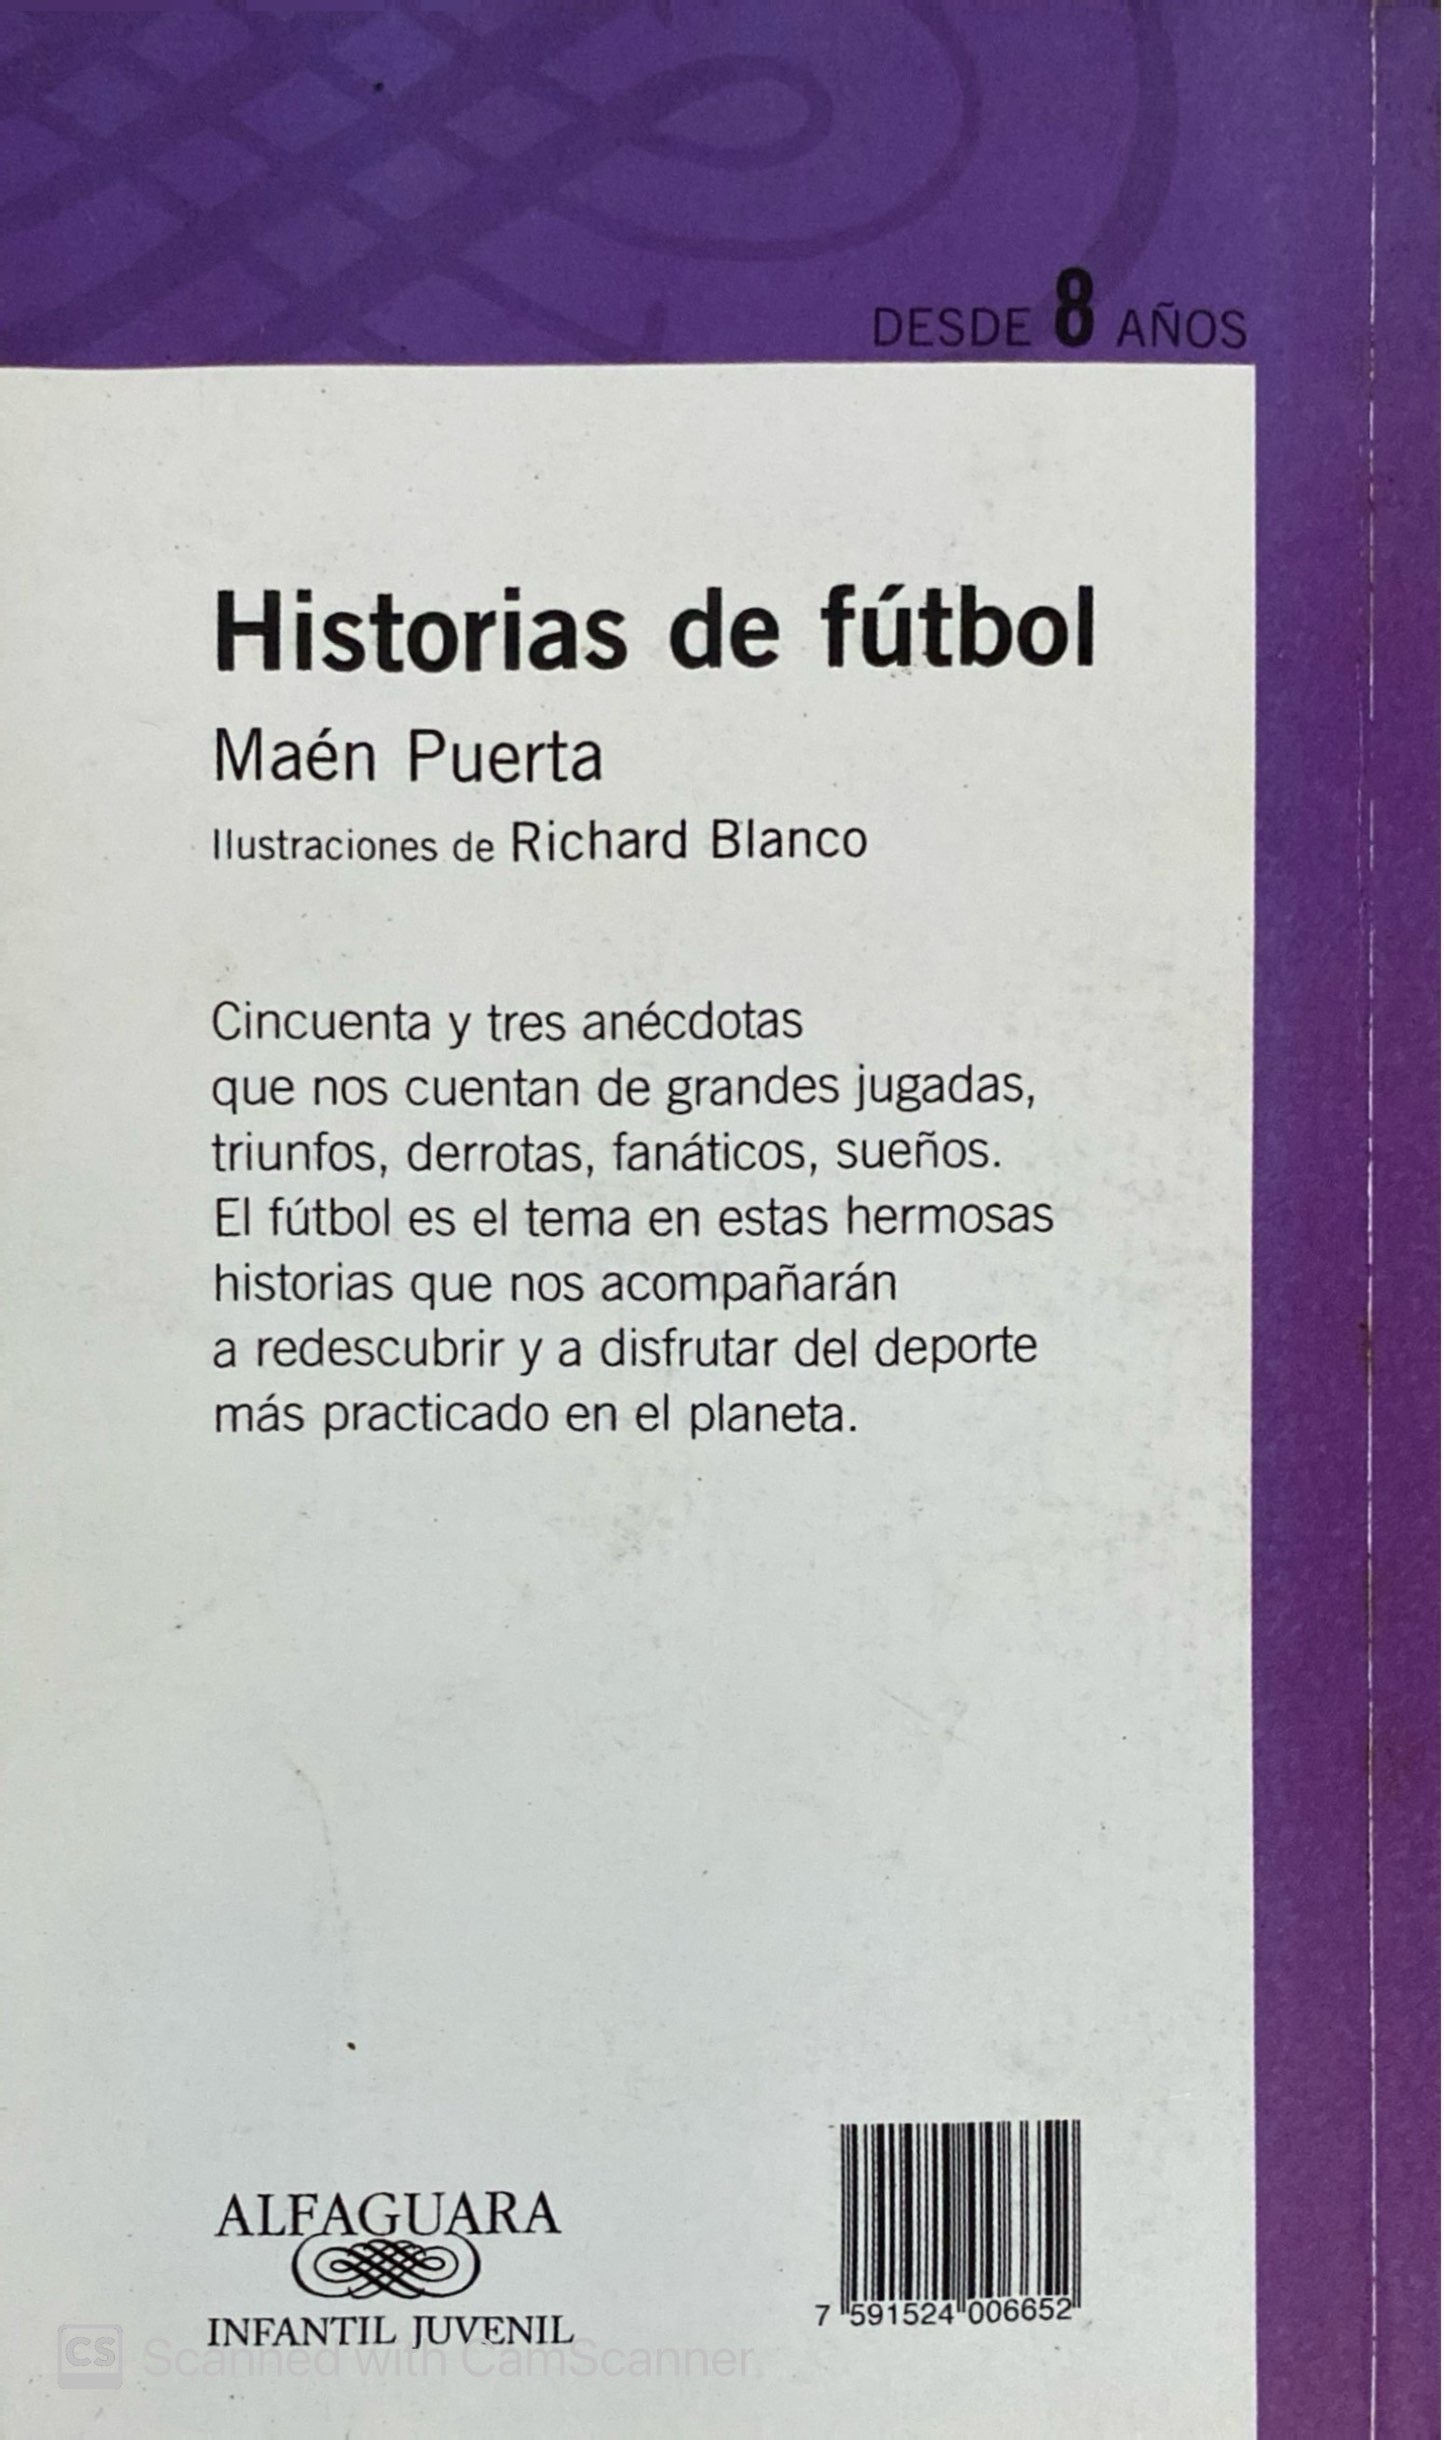 DESDE 8 AÑOS
Historias de fútbol
Maén Puerta
Ilustraciones de Richard Blanco
Cincuenta y tres anécdotas
que nos cuentan de grandes jugadas,
triunfos, derrotas, fanáticos, sueños.
El fútbol es el tema en estas hermosas
historias que nos acompañarán
a redescubrir y a disfrutar del deporte
más practicado en el planeta.
ALFAGUARA
INFANTIL JUVENIL
7 591524 006652
CS Scanned with CamScanner